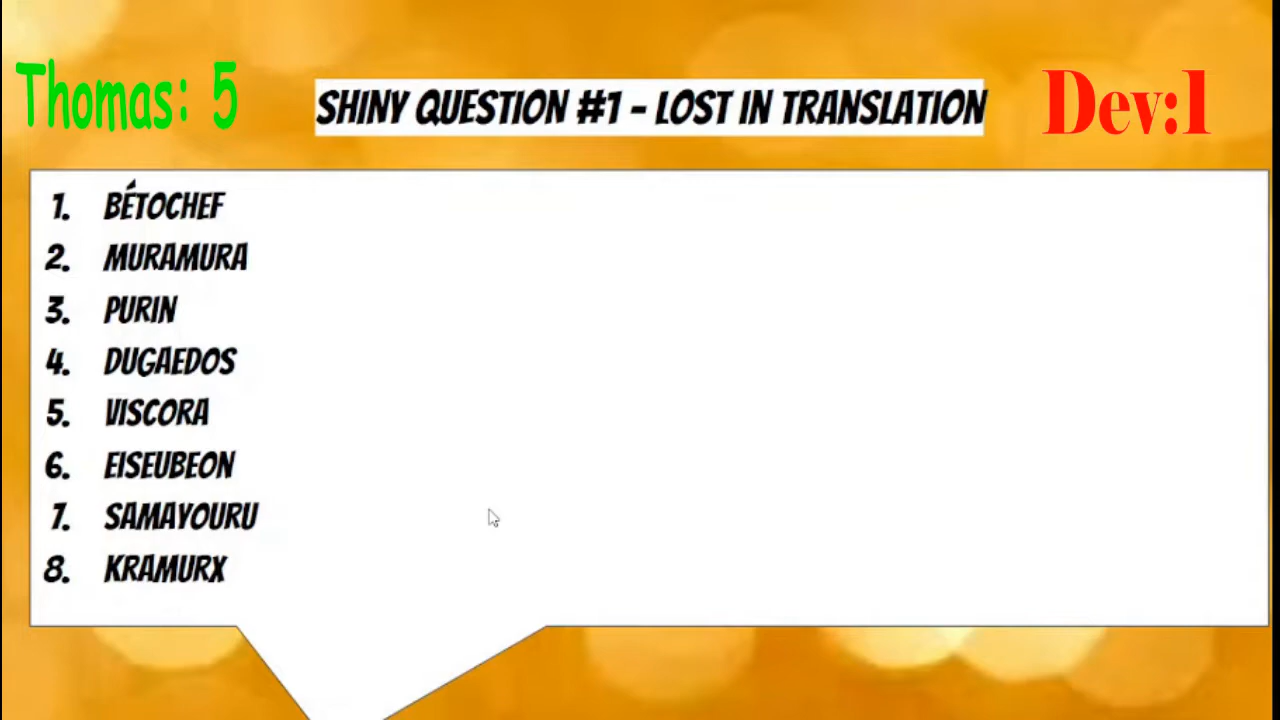 Thomas: 5
SHINY QUESTION #1 - LOST IN TRANSLATION
Dev:1
1. BÉTOCHEF
2. MURAMURA
3. PURIN
4. DUGAEDOS
5. VISCORA
6. EISEUBEON
7. SAMAYOURU
8. KRAMURX